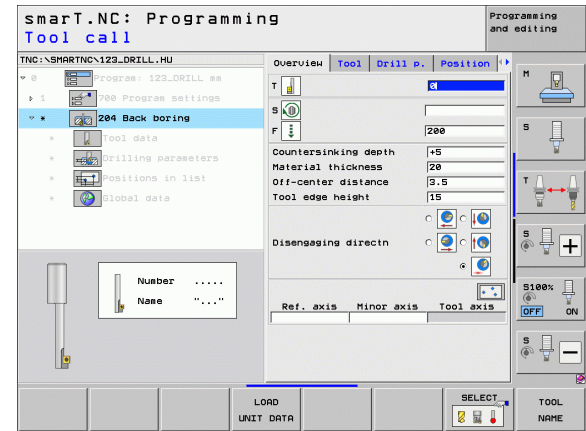 smarT.NC: Programming
Tool call
Programming
and editing
TNC:\SMARTNC\123_DRILL.HU
0 Program: 123_DRILL mm
1 700 Program settings
* 204 Back boring
* Tool data
* Drilling parameters
* Positions in list
* Global data
Number .....
Name "..."
Overview Tool Drill p. Position
T 0
S
F 200
Countersinking depth +5
Material thickness 20
Off-center distance 3.5
Tool edge height 15
Disengaging directn
Ref. axis Minor axis Tool axis
M
S
T
S
S100%
OFF ON
S
LOAD
UNIT DATA
SELECT
TOOL
NAME